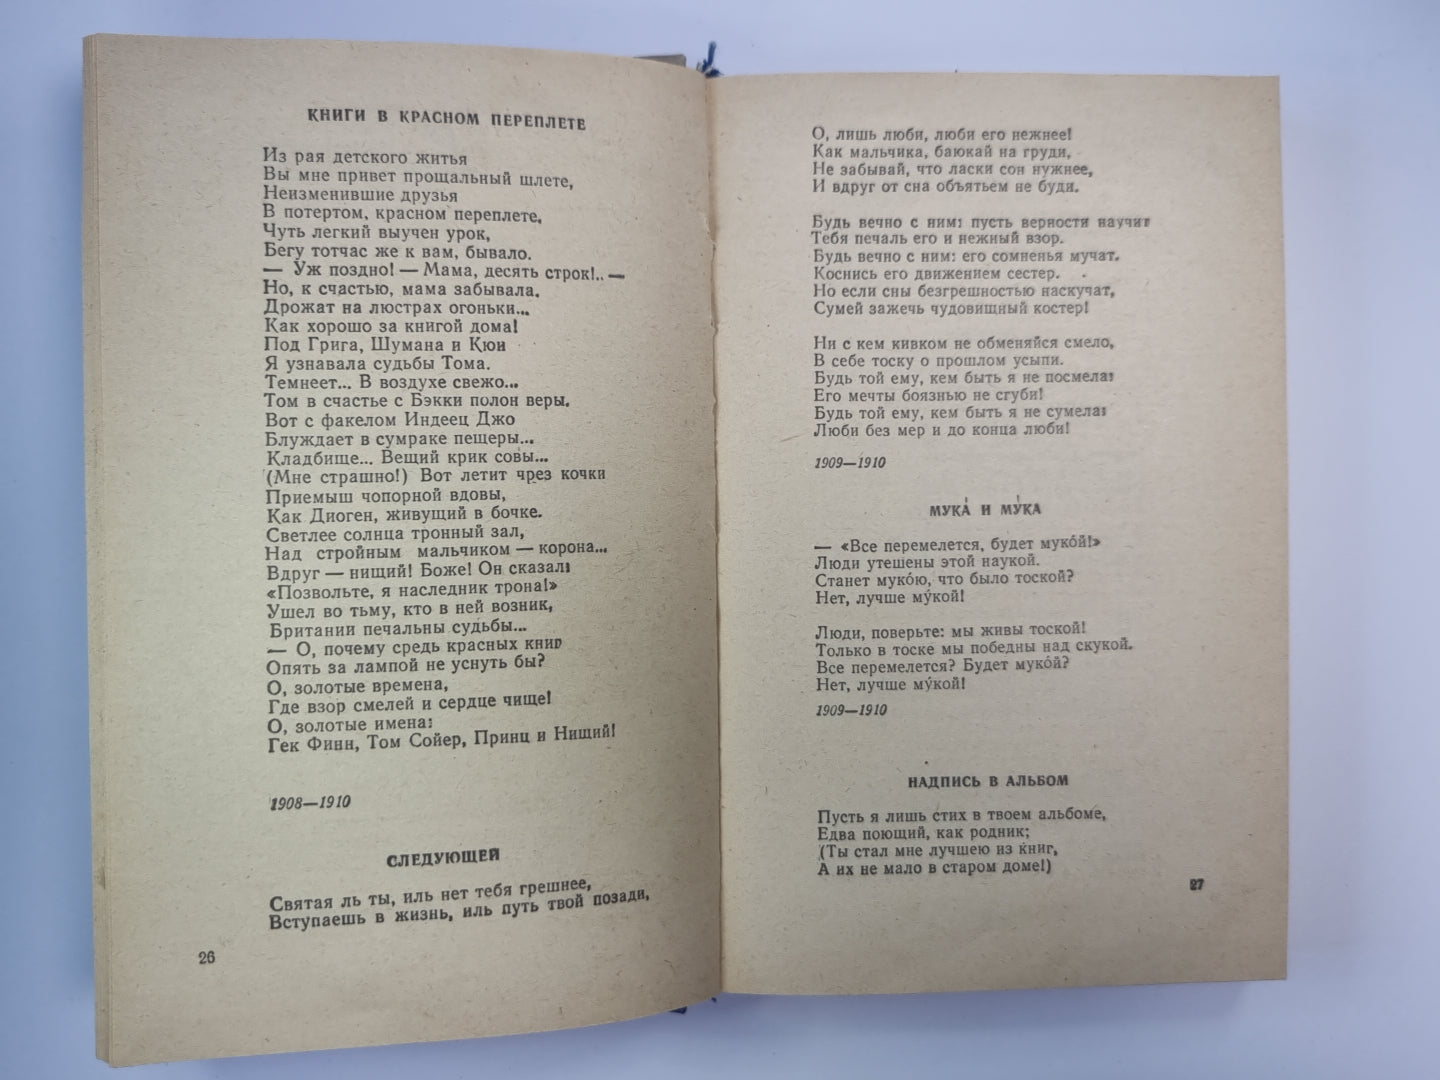 КНИГИ В КРАСНОМ ПЕРЕПЛЕТЕ
Из рая детского житья
Вы мне привет прощальный шлете,
Неизменившие друзья
В потертом, красном переплете.
Чуть легкий выучен урок,
Бегу тотчас же к вам, бывало.
— Уж поздно! — Мама, десять строк!.. —
Но, к счастью, мама забывала.
Дрожат на люстрах огоньки...
Как хорошо за книгой дома!
Под Грига, Шумана и Кюи
Я узнавала судьбы Тома.
Темнеет... В воздухе свежо...
Том в счастье с Бэкки полон веры.
Вот с факелом Индеец Джо
Блуждает в сумраке пещеры...
Кладбище... Вещий крик совы...
(Мне страшно!) Вот летит чрез кочки
Приемыш чопорной вдовы,
Как Диоген, живущий в бочке.
Светлее солнца тронный зал,
Над стройным мальчиком — корона...
Вдруг — нищий! Боже! Он сказал:
«Позвольте, я наследник трона!»
Ушел во тьму, кто в ней возник,
Британии печальны судьбы...
— О, почему средь красных книг
Опять за лампой не уснуть бы?
О, золотые времена,
Где взор смелей и сердце чище!
О, золотые имена:
Гек Финн, Том Сойер, Принц и Нищий!
1908—1910
СЛЕДУЮЩЕЙ
Святая ль ты, иль нет тебя грешнее,
Вступаешь в жизнь, иль путь твой позади,
26
О, лишь люби, люби его нежнее!
Как мальчика, баюкай на груди,
Не забывай, что ласки сон нужнее,
И вдруг от сна объятьем не буди.
Будь вечно с ним: пусть верности научит
Тебя печаль его и нежный взор.
Будь вечно с ним: его сомненья мучат.
Коснись его движением сестер.
Но если сны безгрешностью наскучат,
Сумей зажечь чудовищный костер!
Ни с кем кивком не обменяйся смело,
В себе тоску о прошлом усыпи.
Будь той ему, кем быть я не посмела:
Его мечты боязнью не сгуби!
Будь той ему, кем быть я не сумела:
Люби без мер и до конца люби!
1909—1910
МУКА́ И МУ́КА
— «Все перемелется, будет муко́й!»
Люди утешены этой наукой.
Станет муко́ю, что было тоской?
Нет, лучше му́кой!
Люди, поверьте: мы живы тоской!
Только в тоске мы победны над скукой.
Все перемелется? Будет муко́й?
Нет, лучше му́кой!
1909—1910
НАДПИСЬ В АЛЬБОМ
Пусть я лишь стих в твоем альбоме,
Едва поющий, как родник;
(Ты стал мне лучшею из книг,
А их не мало в старом доме!)
27